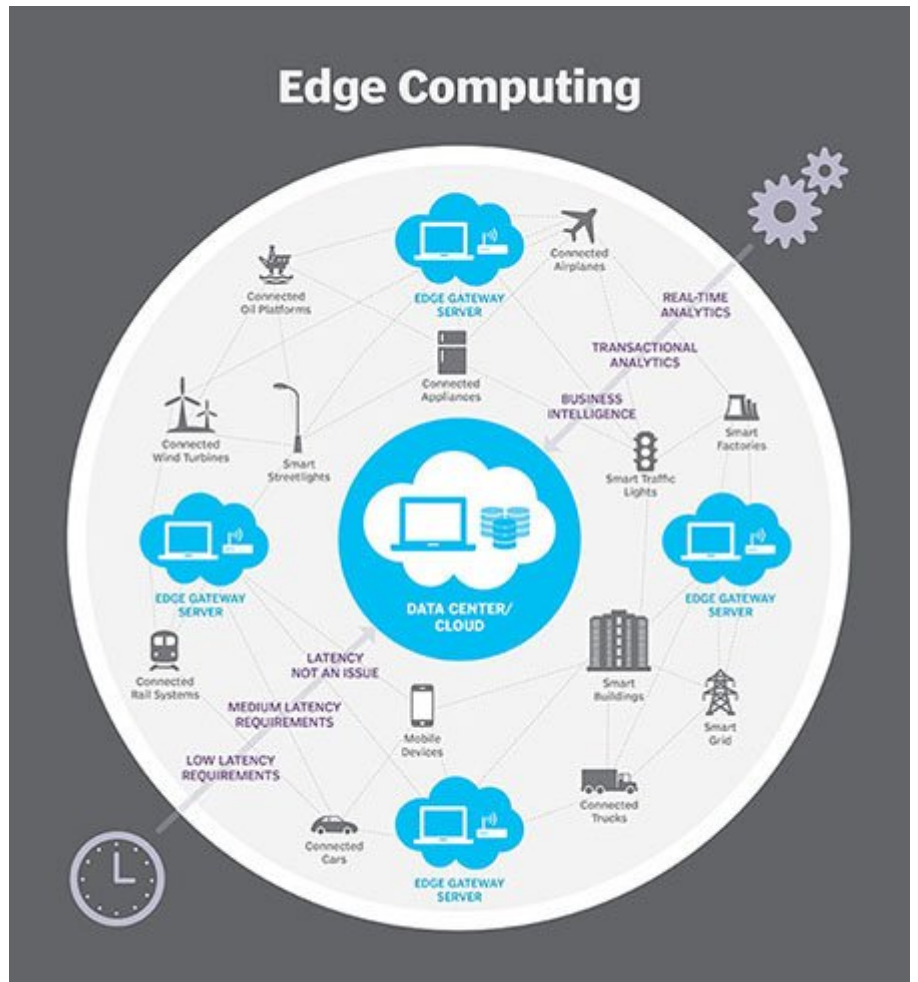 Edge Computing
EDGE GATEWAY
SERVER
Connected
Airplanes
Connected
Oil Platforms
REAL-TIME
ANALYTICS
TRANSACTIONAL
ANALYTICS
Connected
Appliances
BUSINESS
INTELLIGENCE
Connected
Wind Turbines
Smart
Streetlights
Smart Traffic
Lights
Smart
Factories
EDGE GATEWAY
SERVER
DATA CENTER/
CLOUD
EDGE GATEWAY
SERVER
Connected
Rail Systems
LATENCY
NOT AN ISSUE
MEDIUM LATENCY
REQUIREMENTS
LOW LATENCY
REQUIREMENTS
Mobile
Devices
Smart
Buildings
Smart
Grid
Connected
Cars
Connected
Trucks
EDGE GATEWAY
SERVER